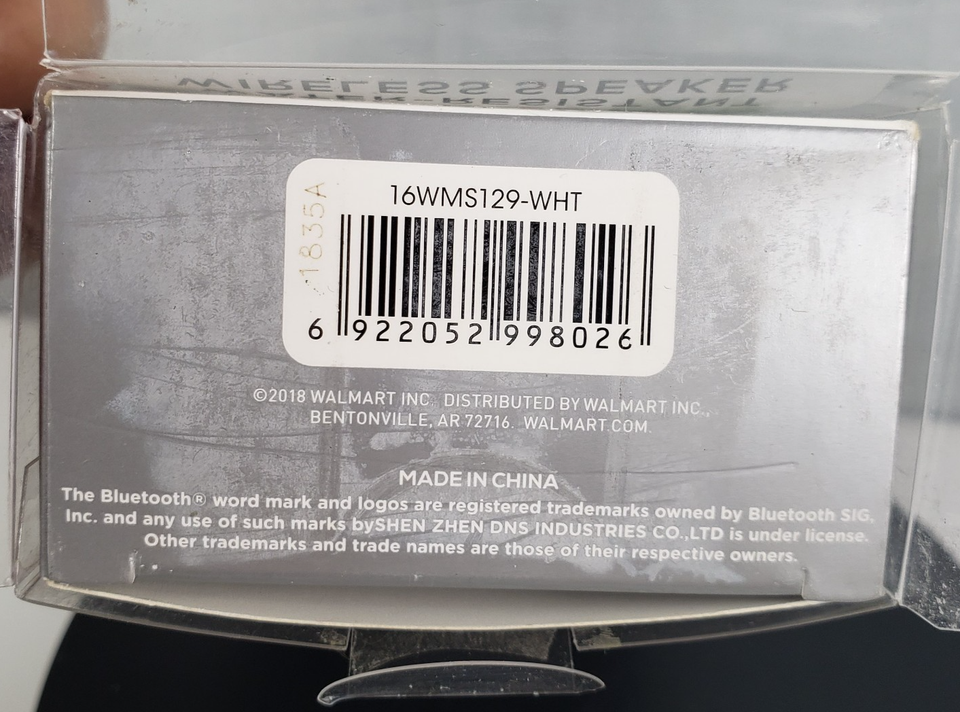 WIRELESS SPEAKER
-RESISTANT
16WMS129-WHT
1835A
6 922052 998026
©2018 WALMART INC. DISTRIBUTED BY WALMART INC.,
BENTONVILLE, AR 72716. WALMART.COM.
MADE IN CHINA
The Bluetooth® word mark and logos are registered trademarks owned by Bluetooth SIG,
Inc. and any use of such marks bySHEN ZHEN DNS INDUSTRIES CO.,LTD is under license.
Other trademarks and trade names are those of their respective owners.